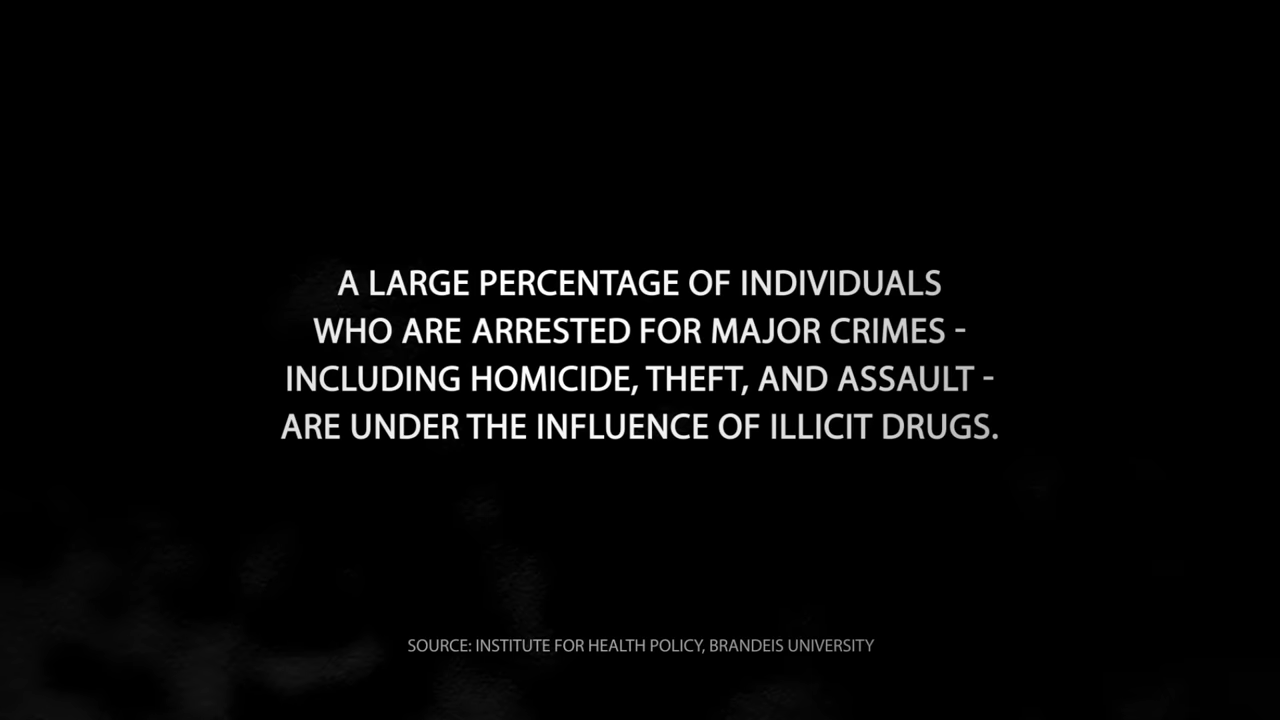 A LARGE PERCENTAGE OF INDIVIDUALS
WHO ARE ARRESTED FOR MAJOR CRIMES -
INCLUDING HOMICIDE, THEFT, AND ASSAULT -
ARE UNDER THE INFLUENCE OF ILLICIT DRUGS.
SOURCE: INSTITUTE FOR HEALTH POLICY, BRANDEIS UNIVERSITY